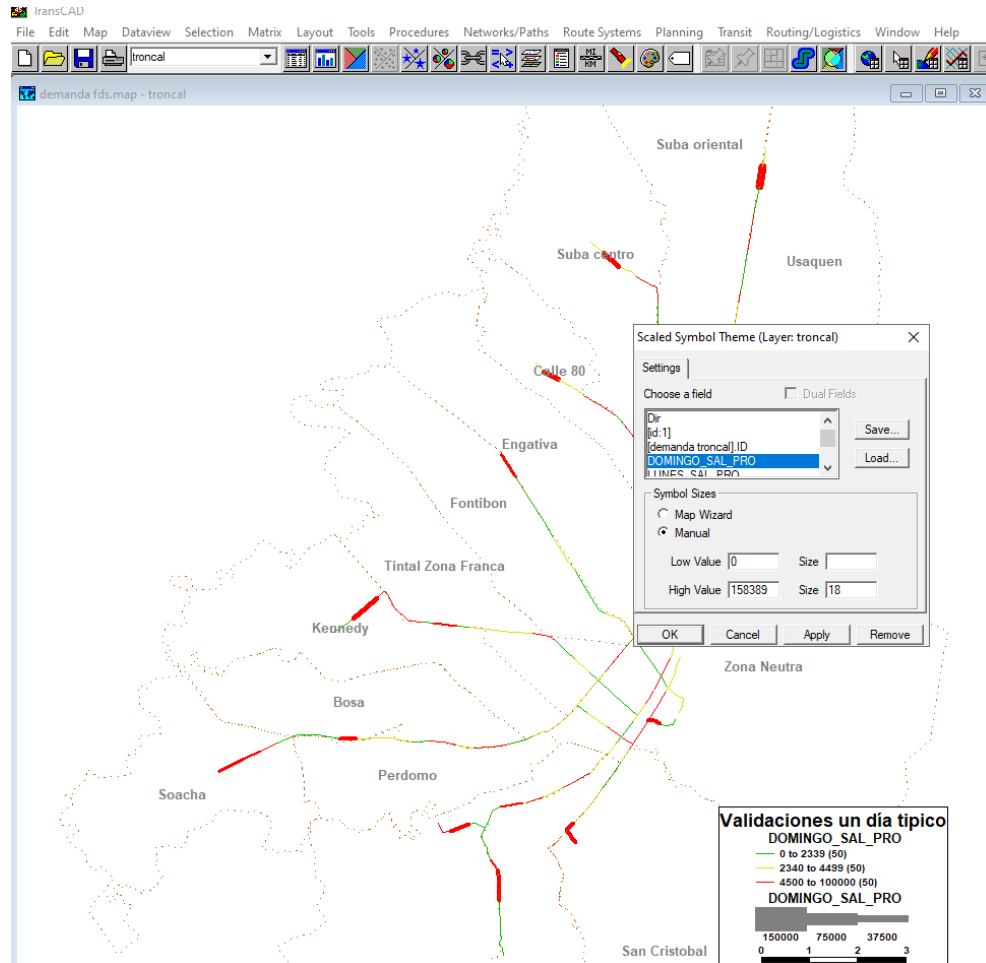 TransCAD
File Edit Map Dataview Selection Matrix Layout Tools Procedures Networks/Paths Route Systems Planning Transit Routing/Logistics Window Help
troncal
MI
KM
demanda fds.map - troncal
Suba oriental
Suba centro
Usaquen
Scaled Symbol Theme (Layer: troncal)
Settings
Choose a field
Dual Fields
Dir
[id:1]
[demanda troncal].ID
DOMINGO_SAL_PRO
LUNES_SAL_PRO
Save...
Load...
Symbol Sizes
Map Wizard
Manual
Low Value 0 Size
High Value 158389 Size 18
OK Cancel Apply Remove
Calle 80
Engativa
Fontibon
Tintal Zona Franca
Kennedy
Zona Neutra
Bosa
Perdomo
Soacha
San Cristobal
Validaciones un día tipico
DOMINGO_SAL_PRO
0 to 2339 (50)
2340 to 4499 (50)
4500 to 100000 (50)
DOMINGO_SAL_PRO
150000 75000 37500
0 1 2 3